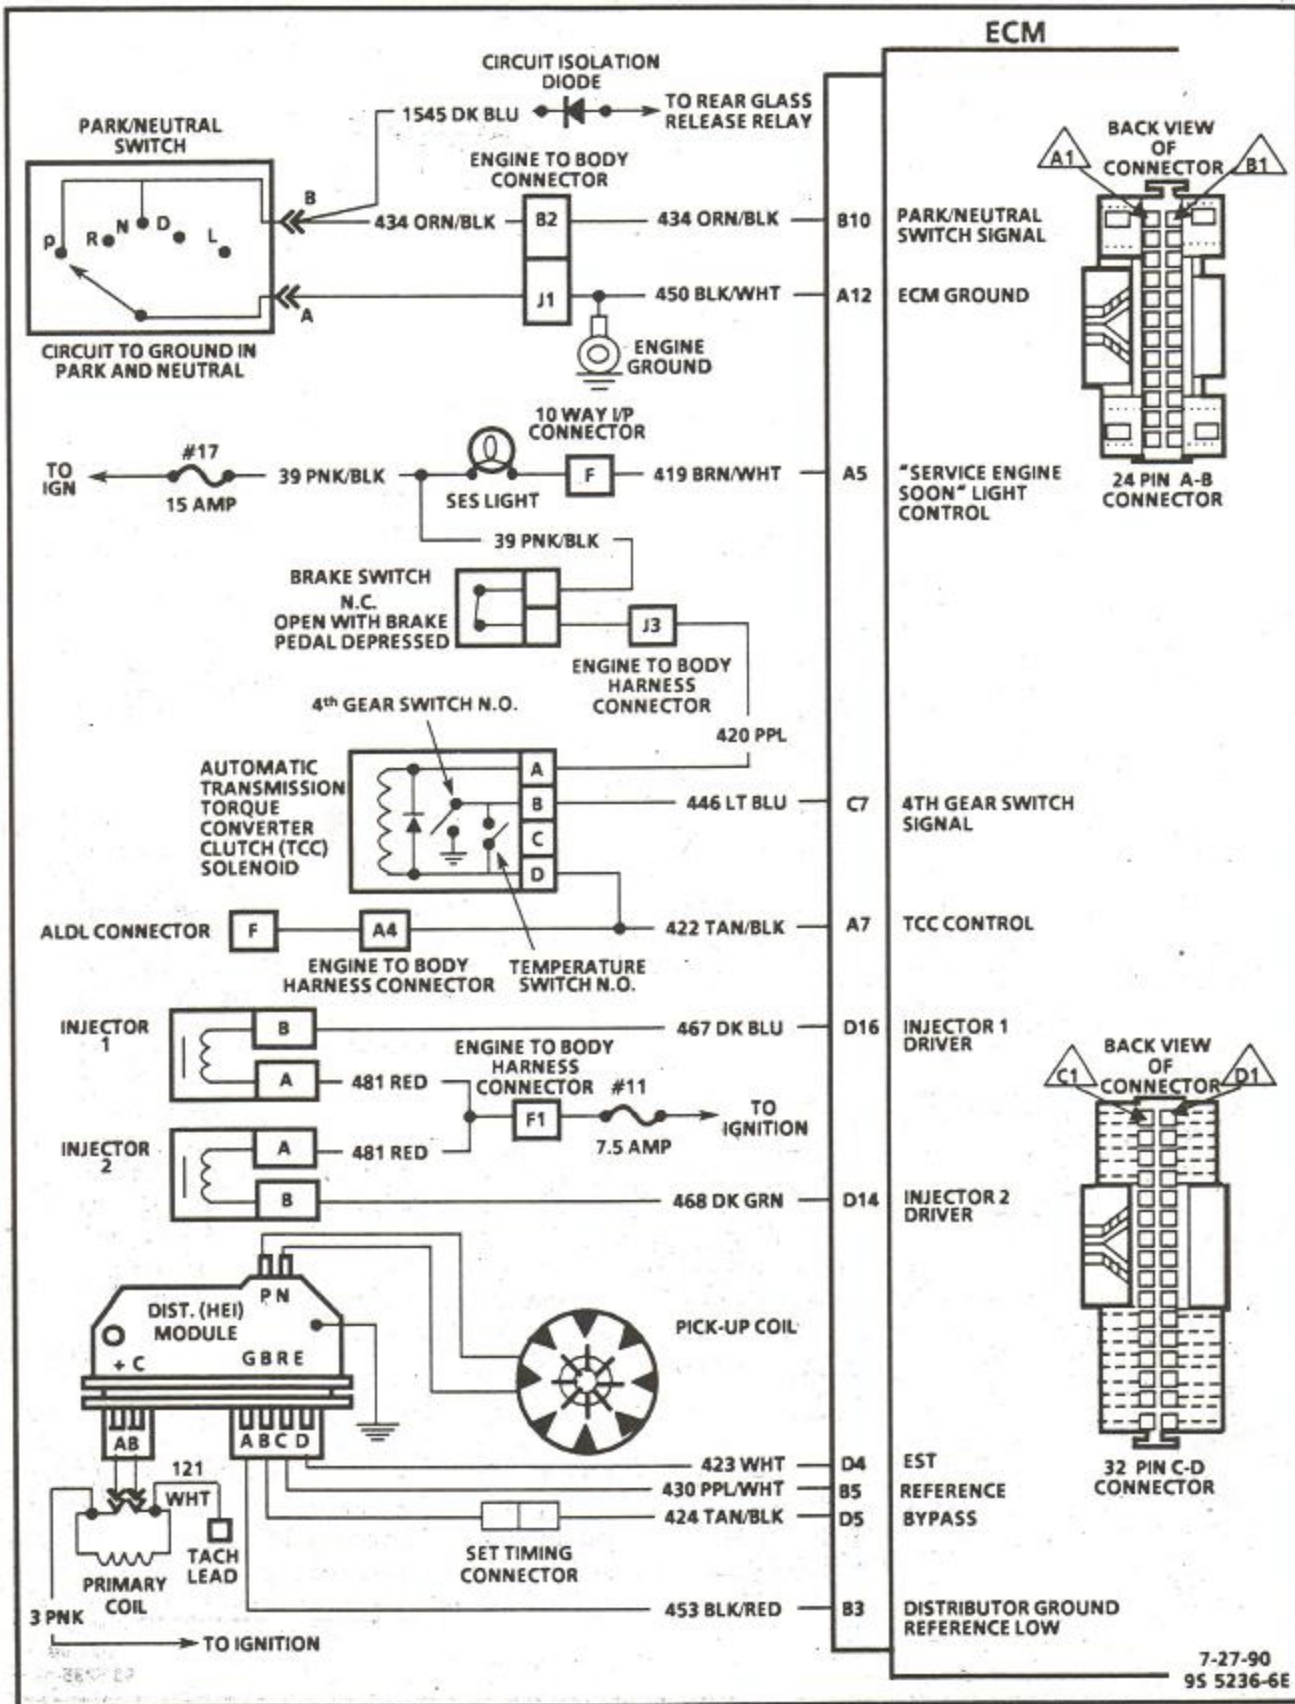 ECM
CIRCUIT ISOLATION
DIODE
1545 DK BLU
TO REAR GLASS
RELEASE RELAY
PARK/NEUTRAL
SWITCH
ENGINE TO BODY
CONNECTOR
BACK VIEW
OF
CONNECTOR
A1
B1
P
R
N
D
L
B
434 ORN/BLK
B2
434 ORN/BLK
B10
PARK/NEUTRAL
SWITCH SIGNAL
A
J1
450 BLK/WHT
A12
ECM GROUND
CIRCUIT TO GROUND IN
PARK AND NEUTRAL
ENGINE
GROUND
10 WAY I/P
CONNECTOR
#17
TO
IGN
15 AMP
39 PNK/BLK
SES LIGHT
F
419 BRN/WHT
A5
"SERVICE ENGINE
SOON" LIGHT
CONTROL
24 PIN A-B
CONNECTOR
39 PNK/BLK
BRAKE SWITCH
N.C.
OPEN WITH BRAKE
PEDAL DEPRESSED
J3
ENGINE TO BODY
HARNESS
CONNECTOR
4th GEAR SWITCH N.O.
420 PPL
AUTOMATIC
TRANSMISSION
TORQUE
CONVERTER
CLUTCH (TCC)
SOLENOID
A
B
C
D
446 LT BLU
C7
4TH GEAR SWITCH
SIGNAL
ALDL CONNECTOR
F
A4
422 TAN/BLK
A7
TCC CONTROL
ENGINE TO BODY
HARNESS CONNECTOR
TEMPERATURE
SWITCH N.O.
INJECTOR
1
B
A
467 DK BLU
D16
INJECTOR 1
DRIVER
481 RED
ENGINE TO BODY
HARNESS
CONNECTOR
F1
#11
7.5 AMP
TO
IGNITION
BACK VIEW
OF
CONNECTOR
C1
D1
INJECTOR
2
A
B
481 RED
468 DK GRN
D14
INJECTOR 2
DRIVER
P N
DIST. (HEI)
MODULE
+ C
G B R E
PICK-UP COIL
A B
A B C D
423 WHT
D4
EST
430 PPL/WHT
B5
REFERENCE
424 TAN/BLK
D5
BYPASS
32 PIN C-D
CONNECTOR
121
WHT
TACH
LEAD
PRIMARY
COIL
SET TIMING
CONNECTOR
3 PNK
TO IGNITION
453 BLK/RED
B3
DISTRIBUTOR GROUND
REFERENCE LOW
7-27-90
9S 5236-6E